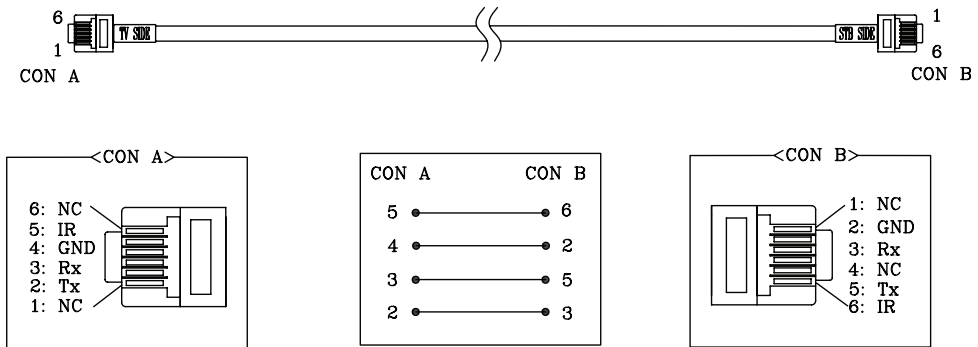 6
TV SIDE
1
CON A
STB SIDE
1
6
CON B
<CON A>
6: NC
5: IR
4: GND
3: Rx
2: Tx
1: NC
CON A CON B
5 6
4 2
3 5
2 3
<CON B>
1: NC
2: GND
3: Rx
4: NC
5: Tx
6: IR